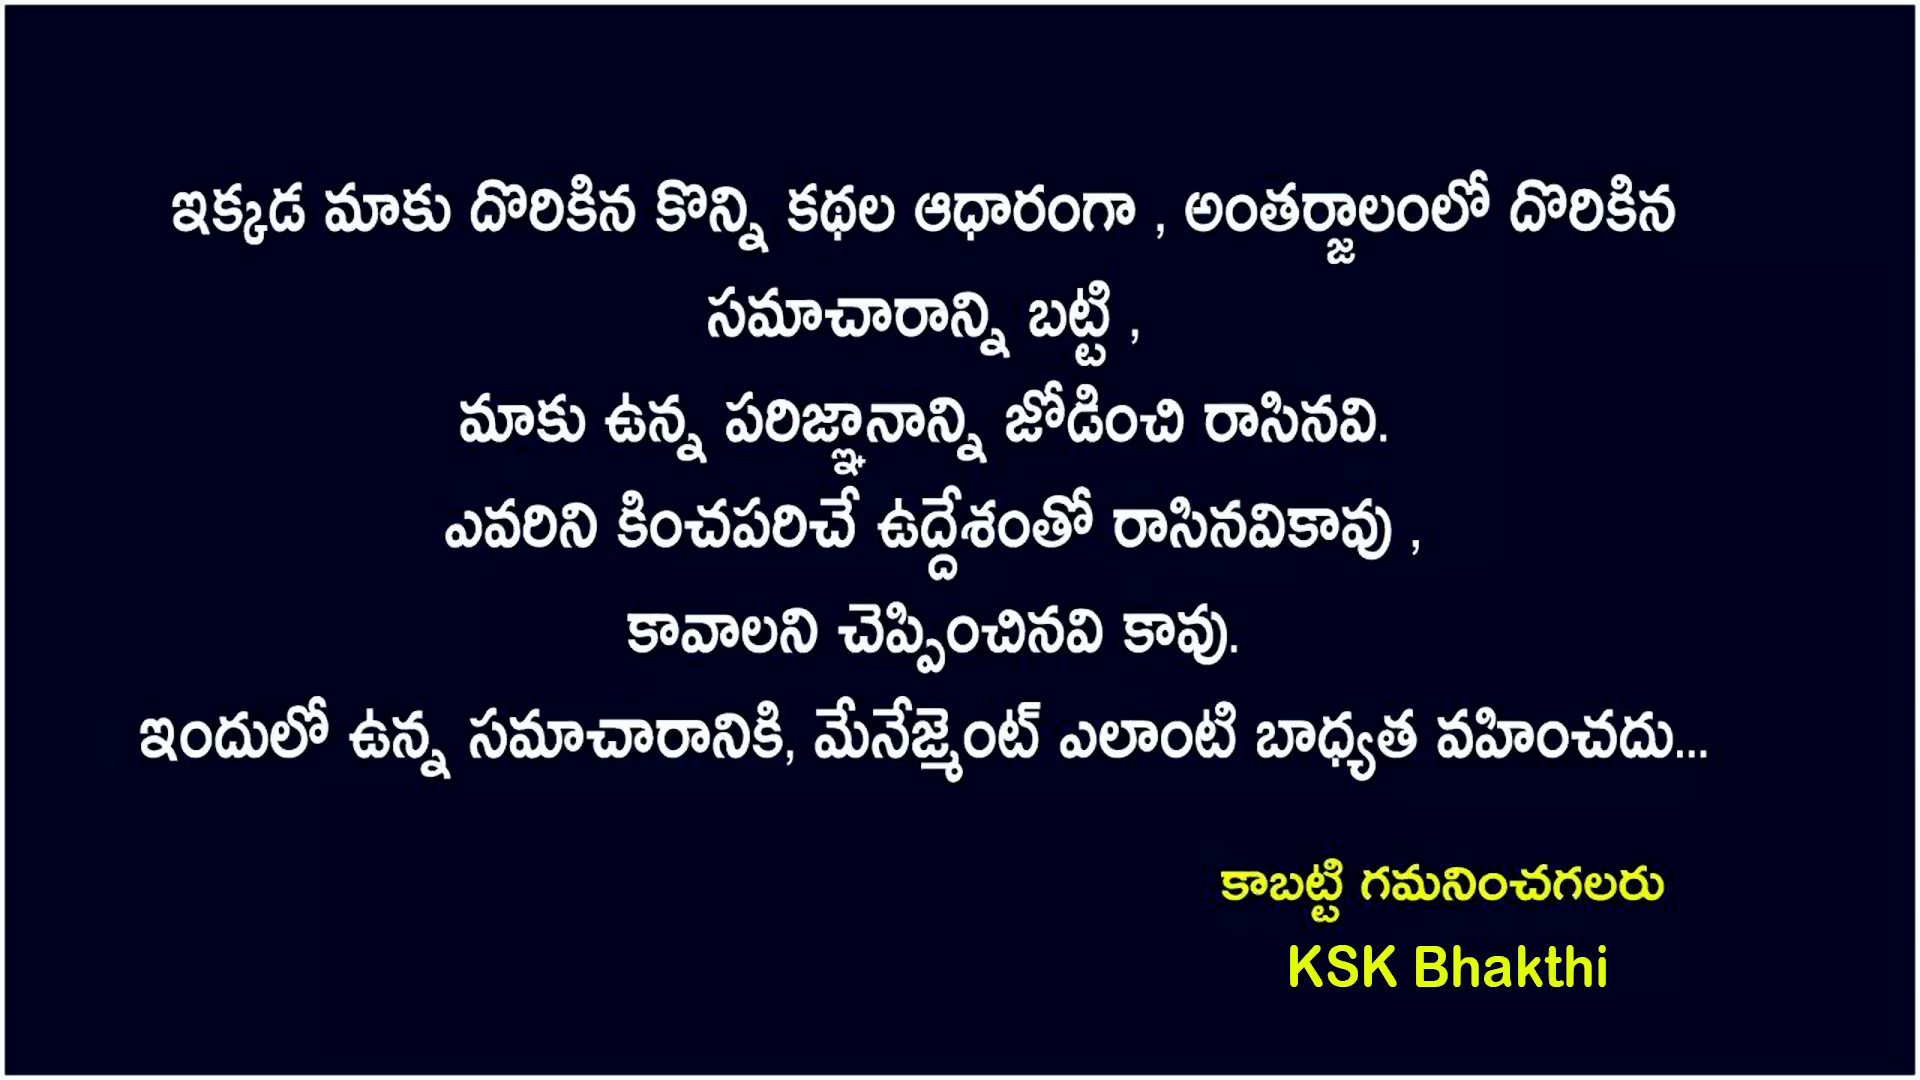 ఇక్కడ మాకు దొరికిన కొన్ని కథల ఆధారంగా , అంతర్జాలంలో దొరికిన
సమాచారాన్ని బట్టి ,
మాకు ఉన్న పరిజ్ఞానాన్ని జోడించి రాసినవి.
ఎవరిని కించపరిచే ఉద్దేశంతో రాసినవికావు ,
కావాలని చెప్పించినవి కావు.
ఇందులో ఉన్న సమాచారానికి, మేనేజ్మెంట్ ఎలాంటి బాధ్యత వహించదు...
కాబట్టి గమనించగలరు
KSK Bhakthi